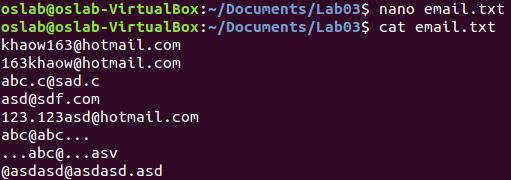 oslab@oslab-VirtualBox:~/Documents/Lab03$ nano email.txt
oslab@oslab-VirtualBox:~/Documents/Lab03$ cat email.txt
khaow163@hotmail.com
163khaow@hotmail.com
abc.c@sad.c
asd@sdf.com
123.123asd@hotmail.com
abc@abc...
...abc@...asv
@asdasd@asdasd.asd